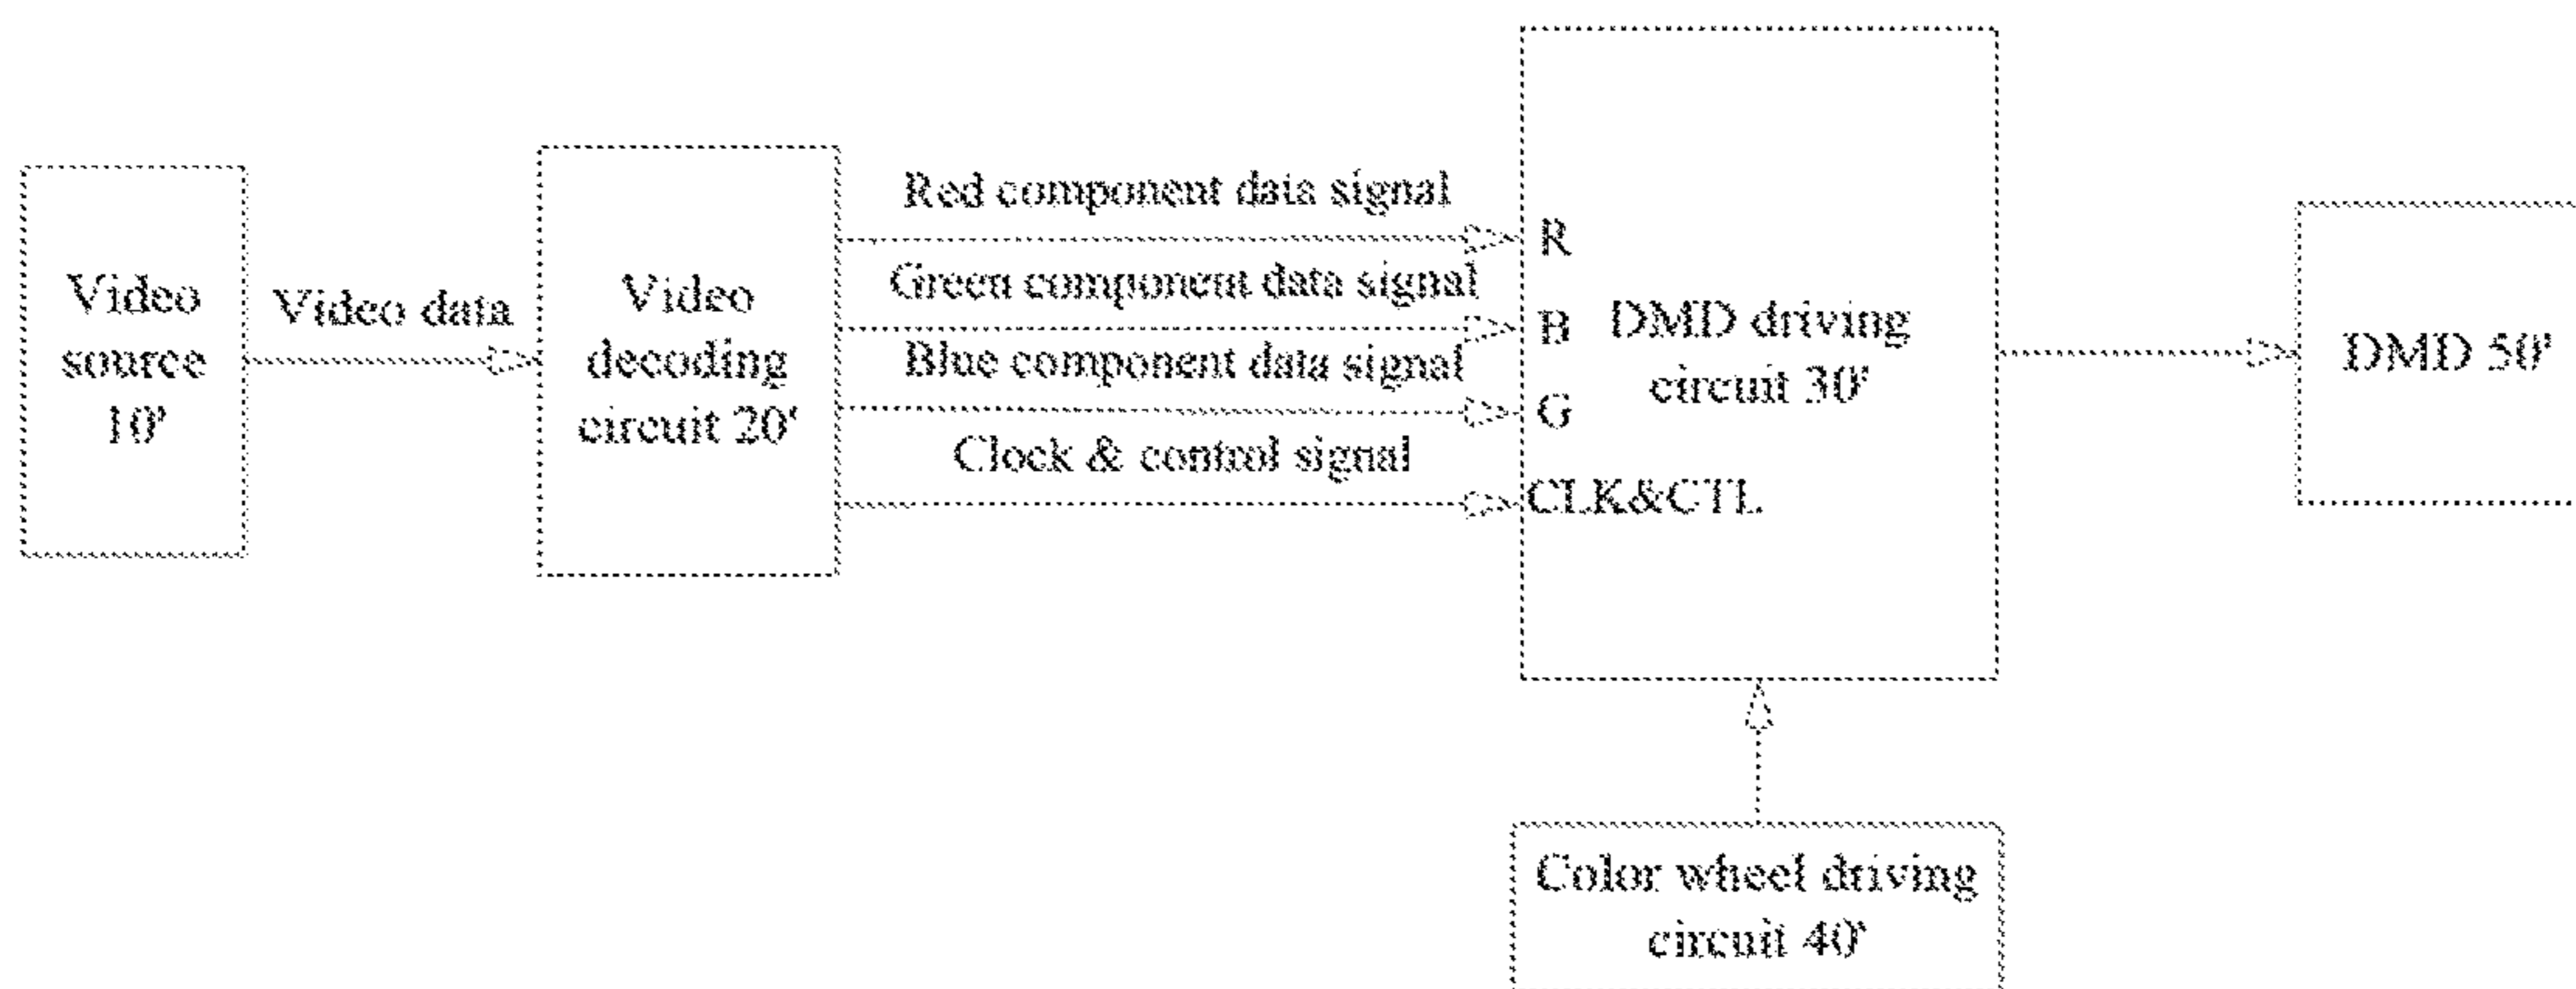 Video
source
10'
Video data
Video
decoding
circuit 20'
Red component data signal
Green component data signal
Blue component data signal
Clock & control signal
R
B
G
CLK&CTL
DMD driving
circuit 30'
DMD 50'
Color wheel driving
circuit 40'